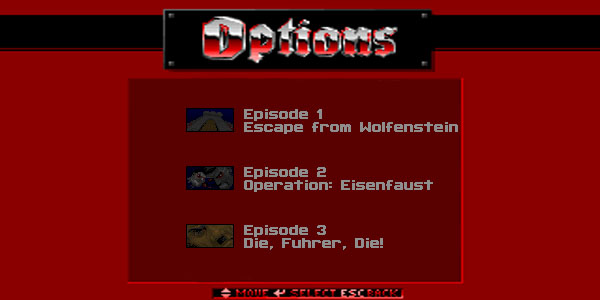 Options
Episode 1
Escape from Wolfenstein
Episode 2
Operation: Eisenfaust
Episode 3
Die, Fuhrer, Die!
MOVE SELECT ESC BACK